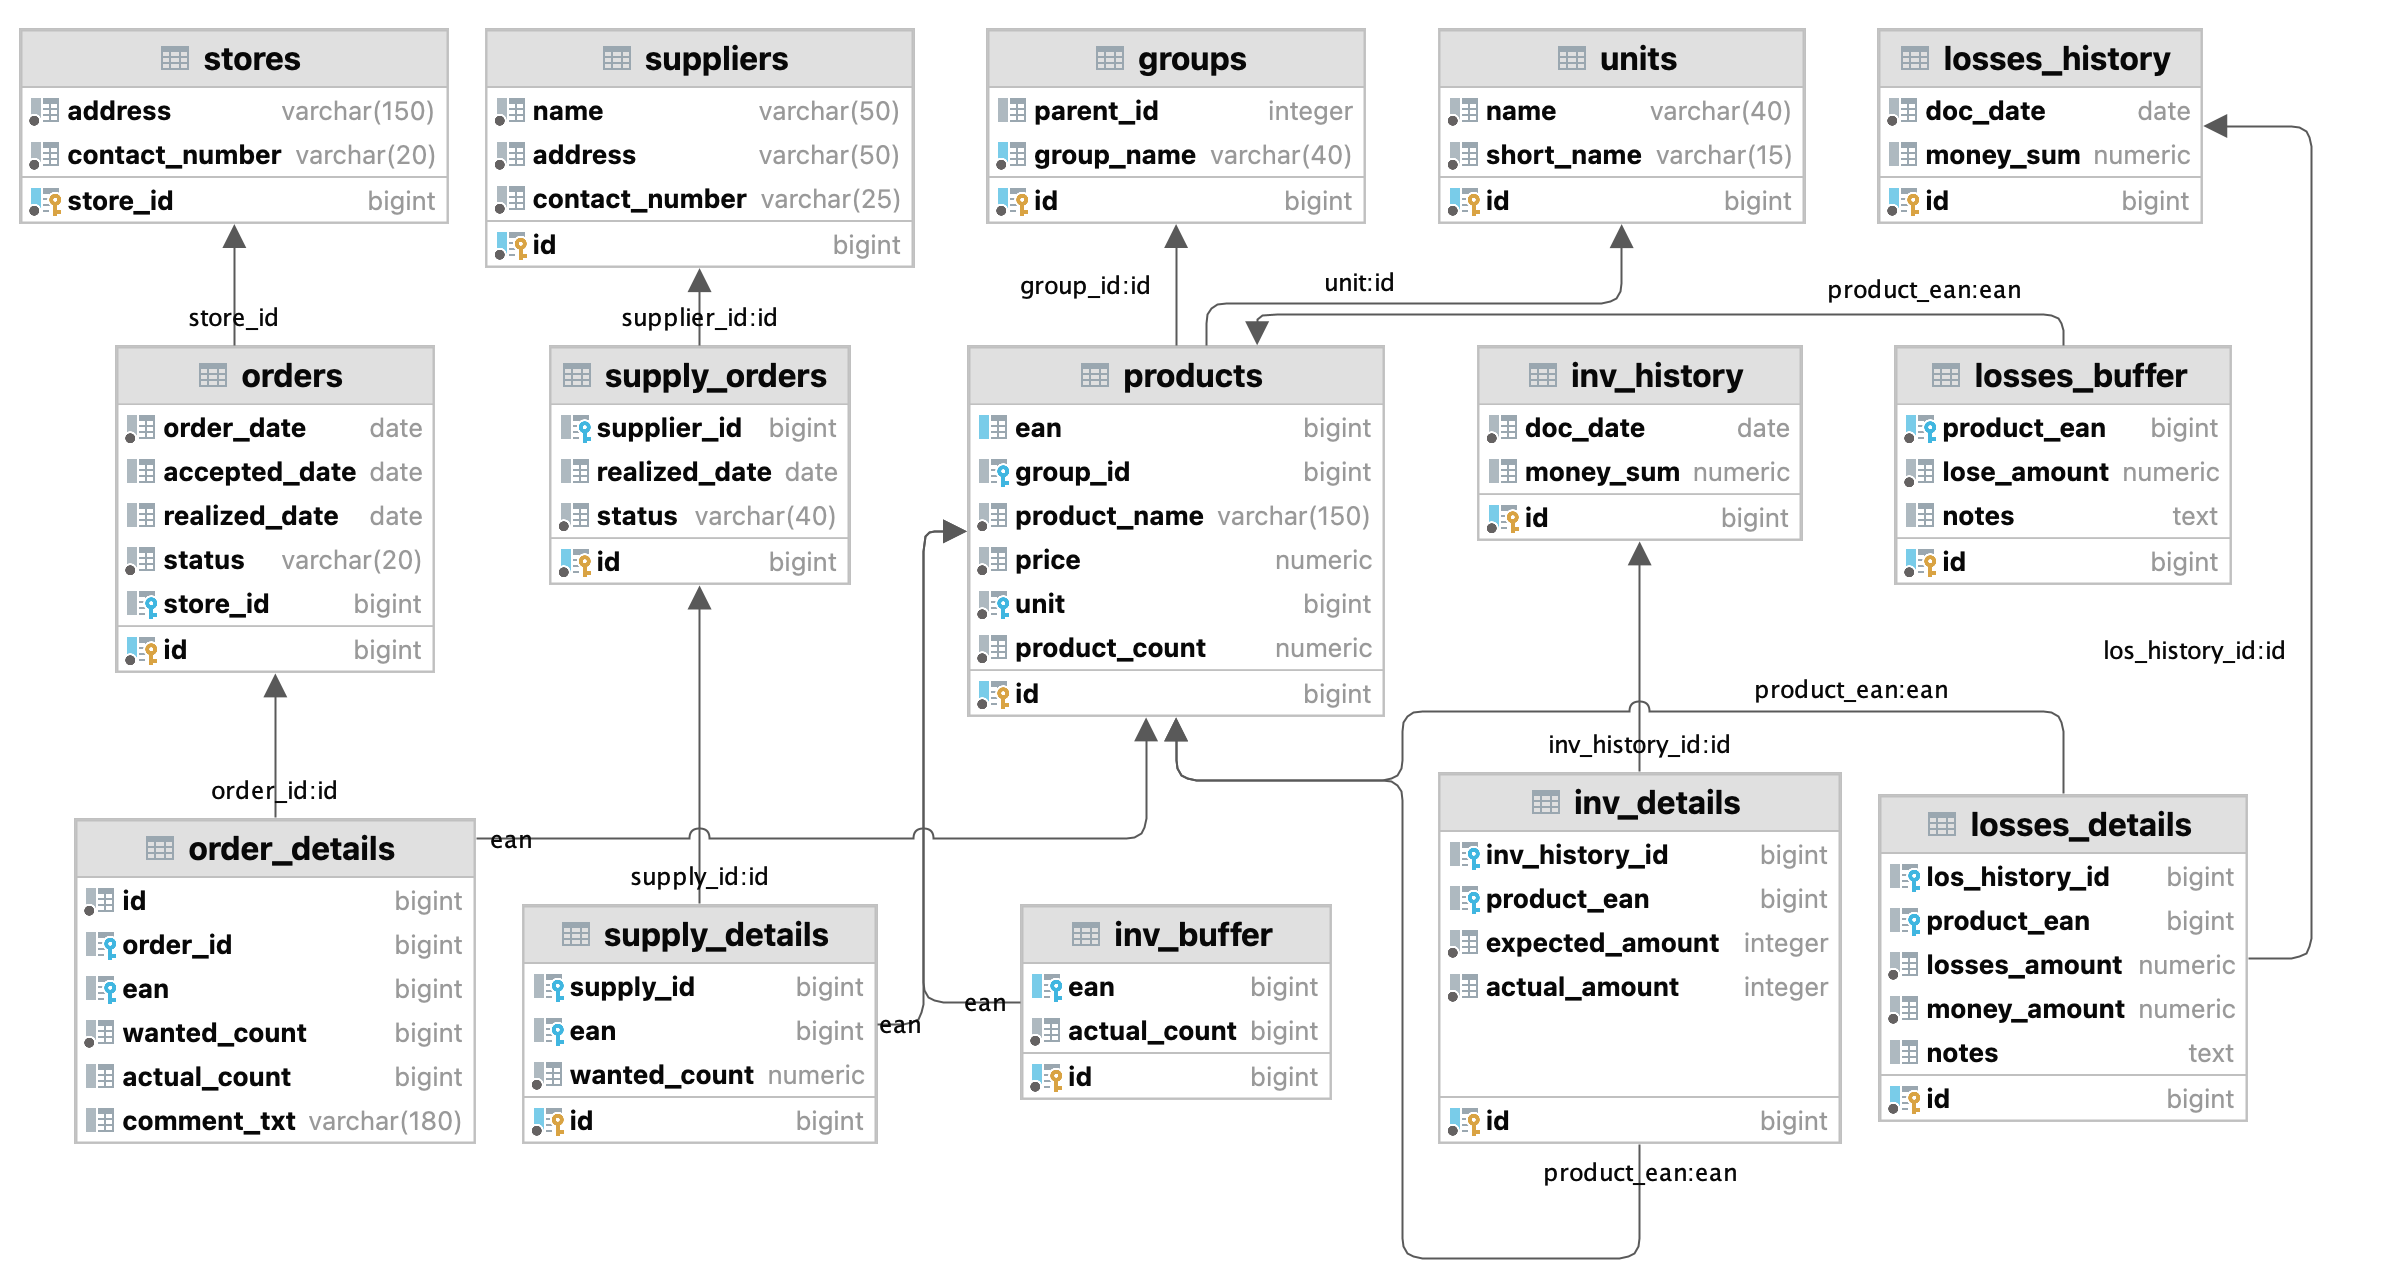 stores
address varchar(150)
contact_number varchar(20)
store_id bigint
suppliers
name varchar(50)
address varchar(50)
contact_number varchar(25)
id bigint
groups
parent_id integer
group_name varchar(40)
id bigint
units
name varchar(40)
short_name varchar(15)
id bigint
losses_history
doc_date date
money_sum numeric
id bigint
store_id
supplier_id:id
group_id:id
unit:id
product_ean:ean
orders
order_date date
accepted_date date
realized_date date
status varchar(20)
store_id bigint
id bigint
supply_orders
supplier_id bigint
realized_date date
status varchar(40)
id bigint
products
ean bigint
group_id bigint
product_name varchar(150)
price numeric
unit bigint
product_count numeric
id bigint
inv_history
doc_date date
money_sum numeric
id bigint
losses_buffer
product_ean bigint
lose_amount numeric
notes text
id bigint
los_history_id:id
product_ean:ean
inv_history_id:id
order_id:id
ean
supply_id:id
order_details
id bigint
order_id bigint
ean bigint
wanted_count bigint
actual_count bigint
comment_txt varchar(180)
supply_details
supply_id bigint
ean bigint
wanted_count numeric
id bigint
ean
ean
inv_buffer
ean bigint
actual_count bigint
id bigint
inv_details
inv_history_id bigint
product_ean bigint
expected_amount integer
actual_amount integer
id bigint
product_ean:ean
losses_details
los_history_id bigint
product_ean bigint
losses_amount numeric
money_amount numeric
notes text
id bigint